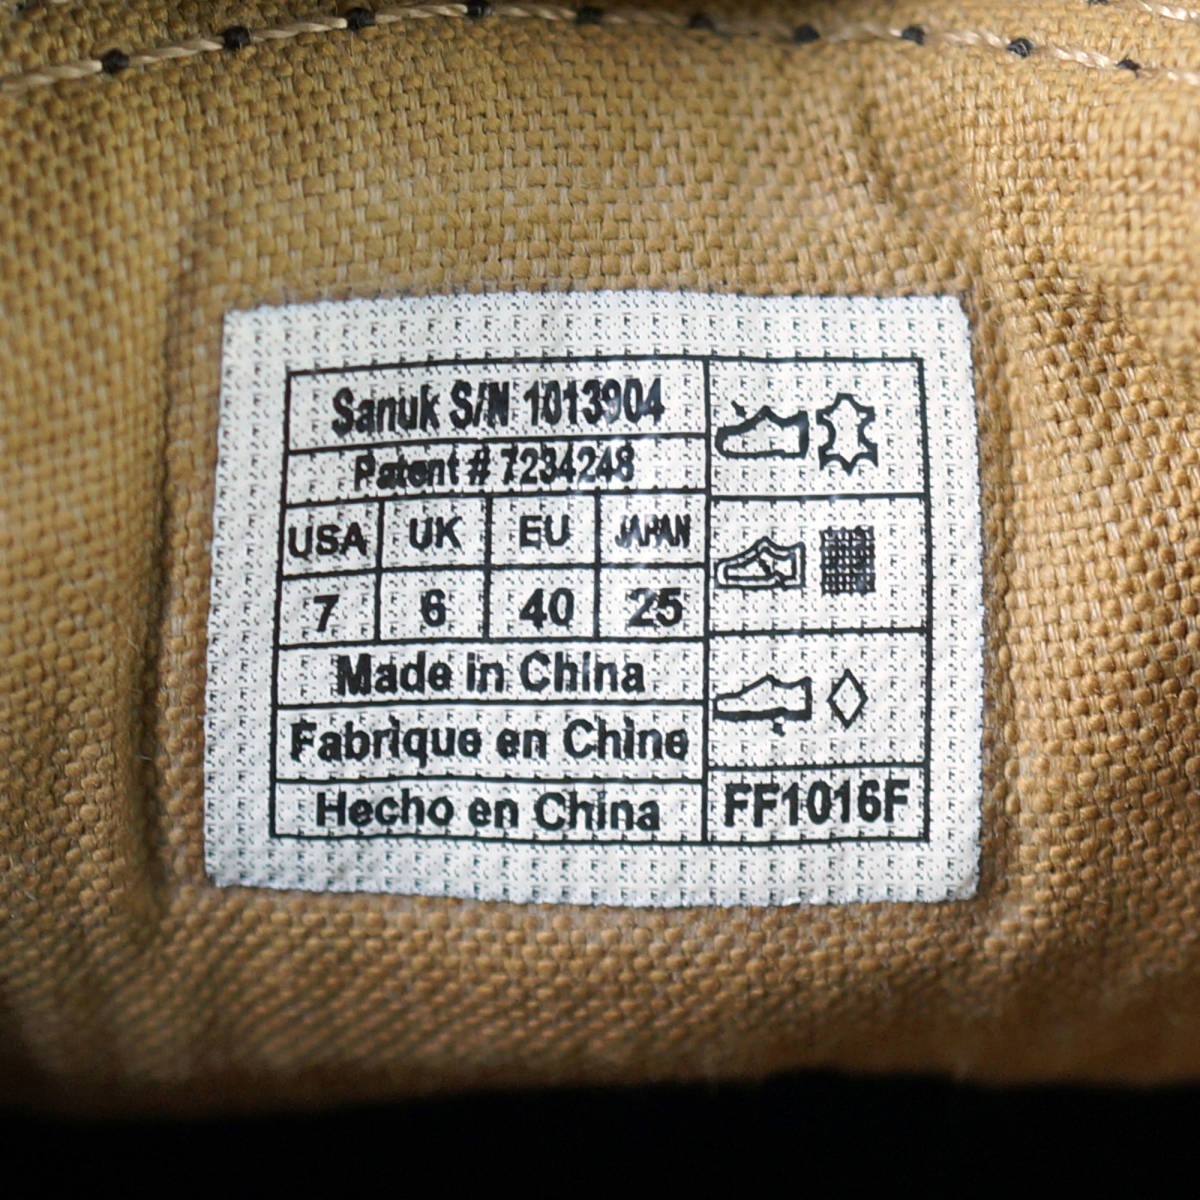 Sanuk S/N 1013904
Patent # 7234248
USA UK EU JAPAN
7 6 40 25
Made in China
Fabrique en Chine
Hecho en China
FF1016F